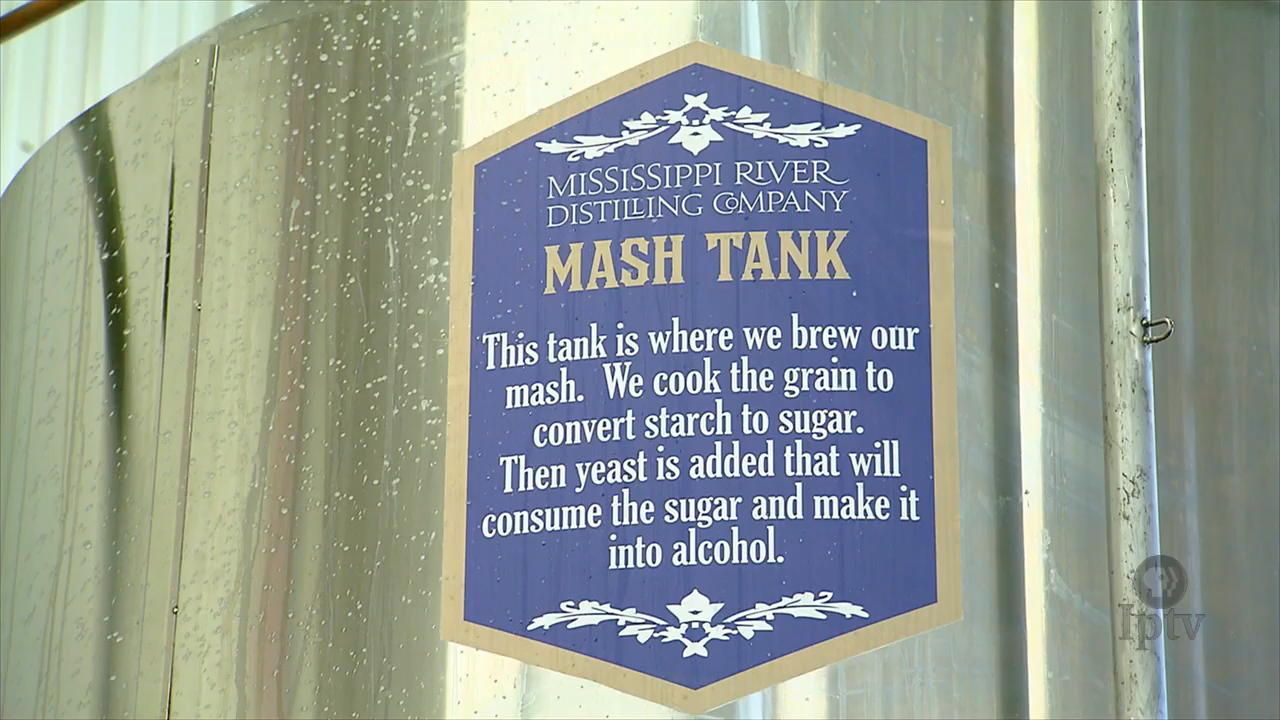 MISSISSIPPI RIVER
DISTILLING COMPANY
MASH TANK
This tank is where we brew our
mash. We cook the grain to
convert starch to sugar.
Then yeast is added that will
consume the sugar and make it
into alcohol.
Iptv